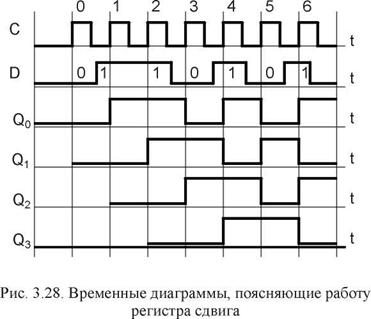 0 1 2 3 4 5 6
C t
D 0 1 1 0 1 0 1 t
Q0 t
Q1 t
Q2 t
Q3 t
Рис. 3.28. Временные диаграммы, поясняющие работу
регистра сдвига